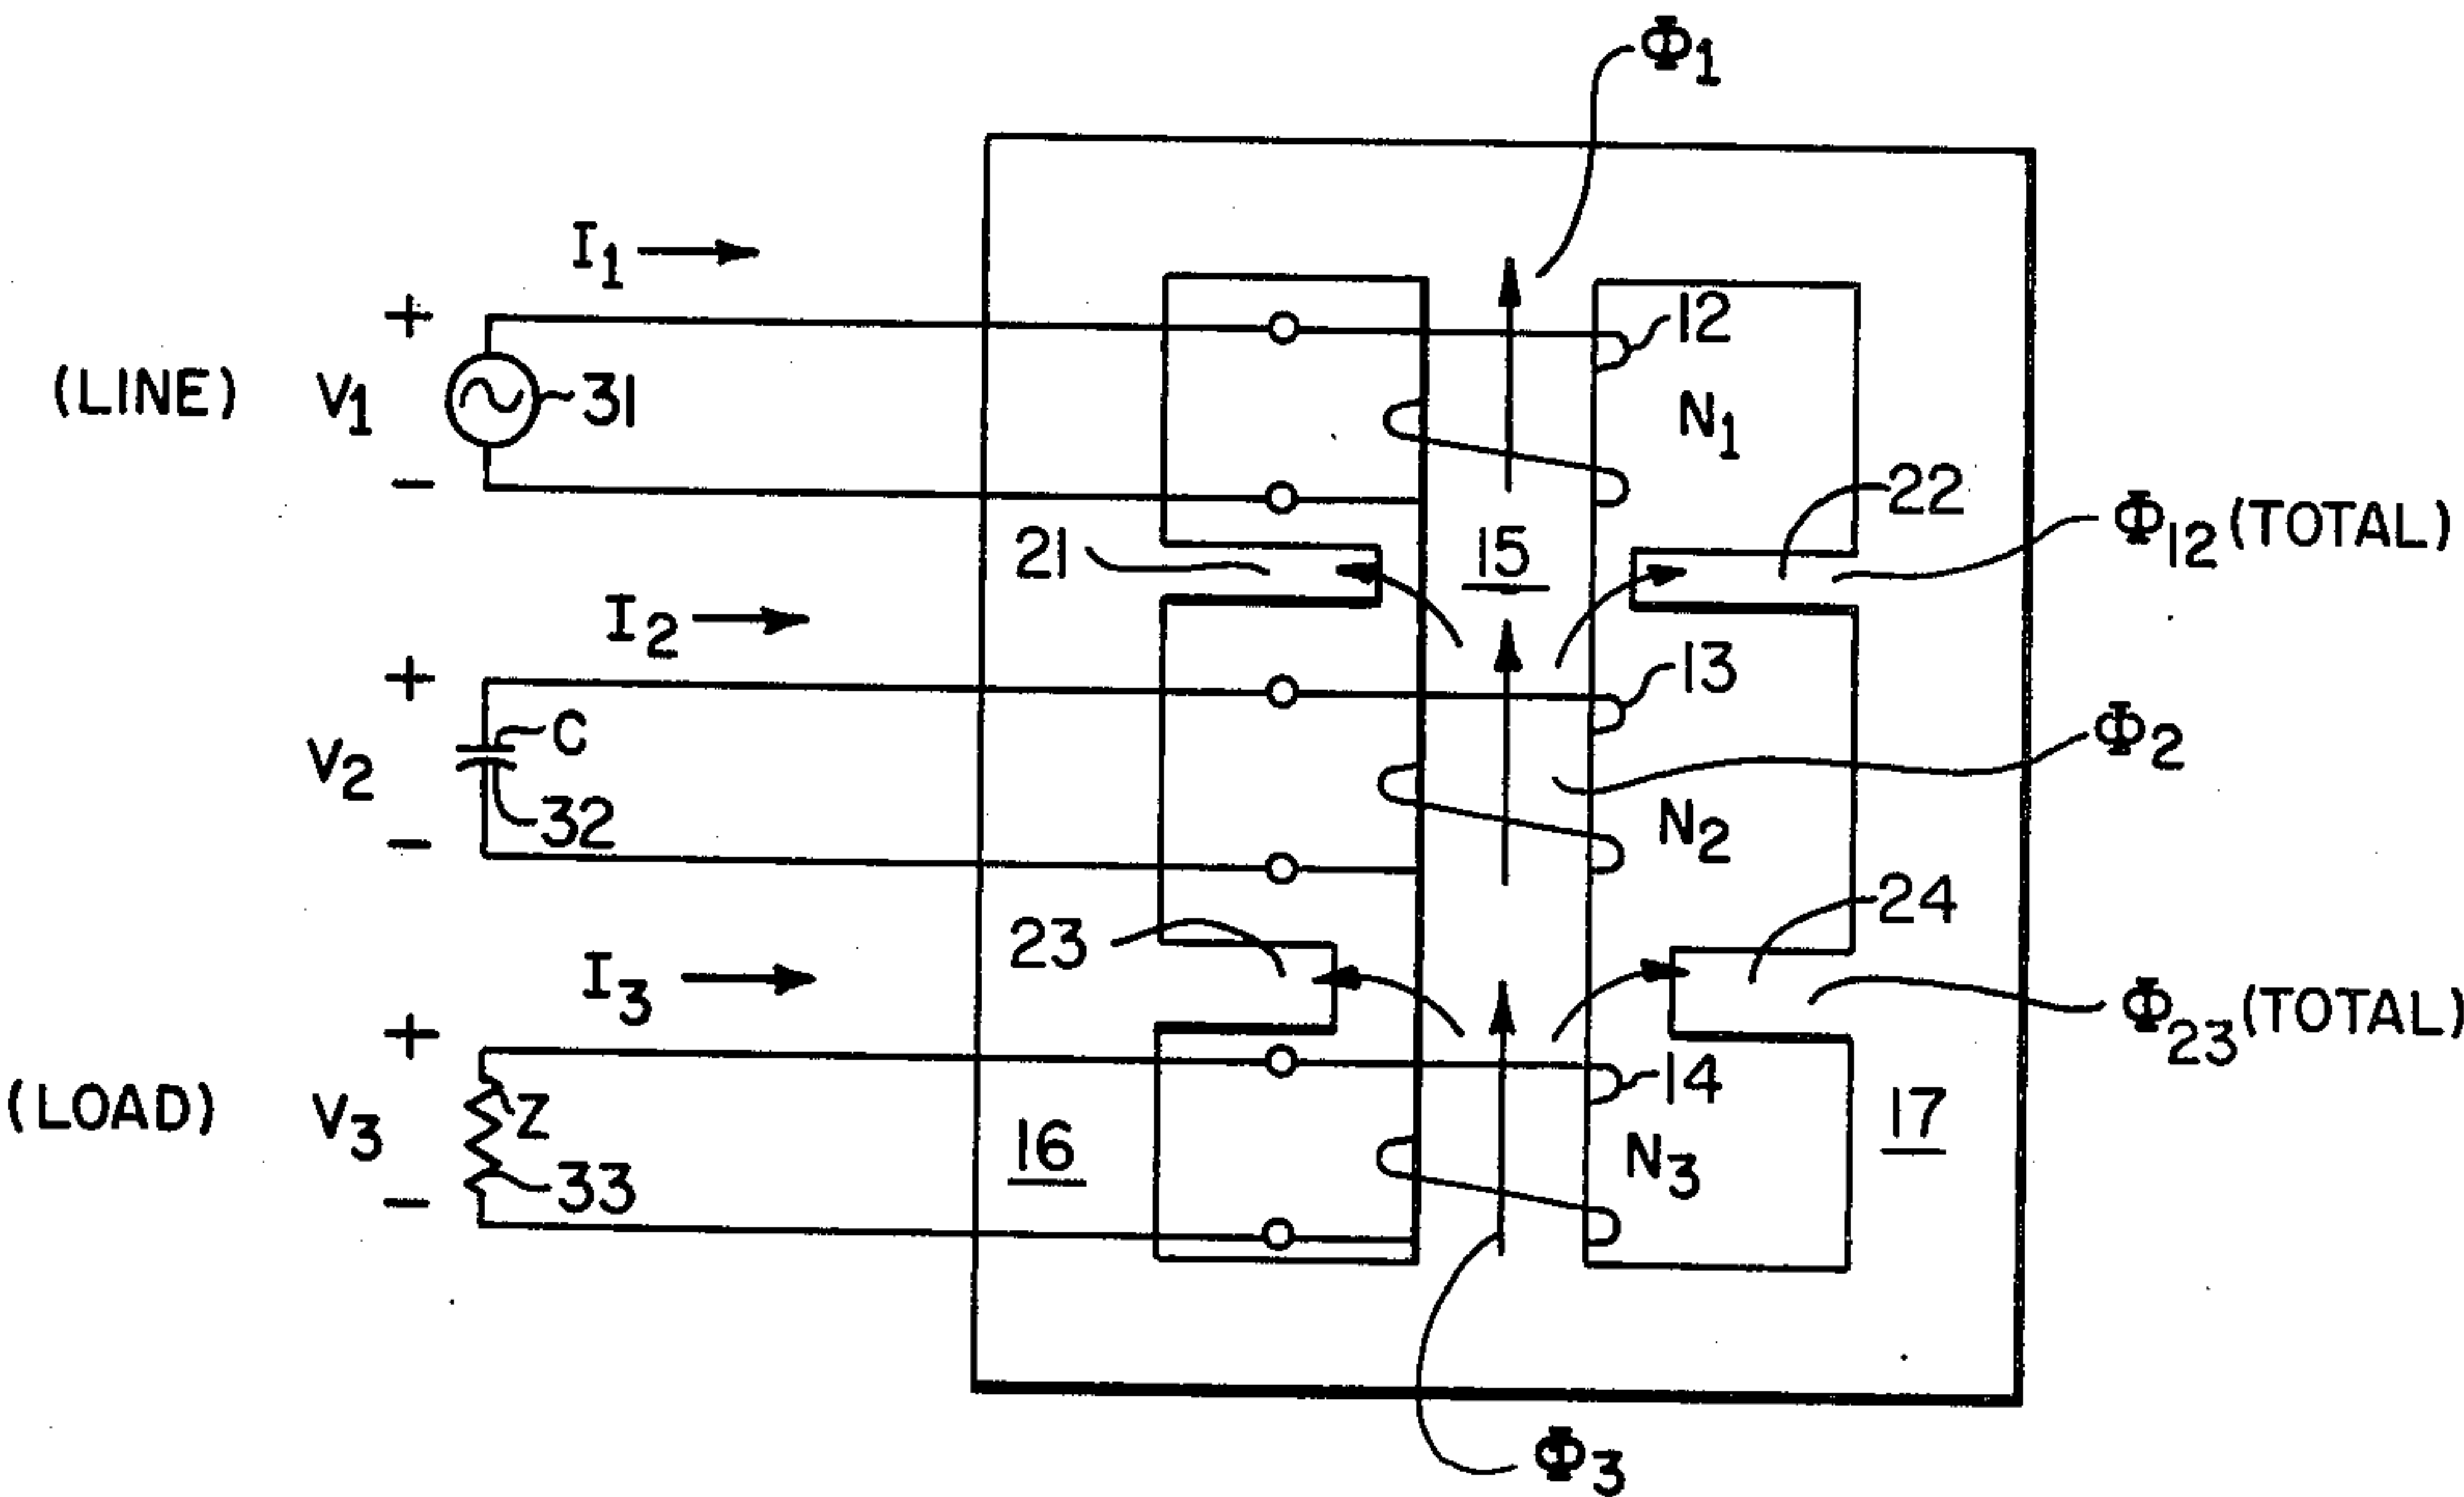 Φ1
I1
+
12
(LINE) V1 31
N1
−
22
Φ12 (TOTAL)
21
15
I2
+
13
C
Φ2
V2
32
N2
−
24
23
I3
Φ23 (TOTAL)
+
14
(LOAD) V3 Z
16
17
N3
33
−
Φ3